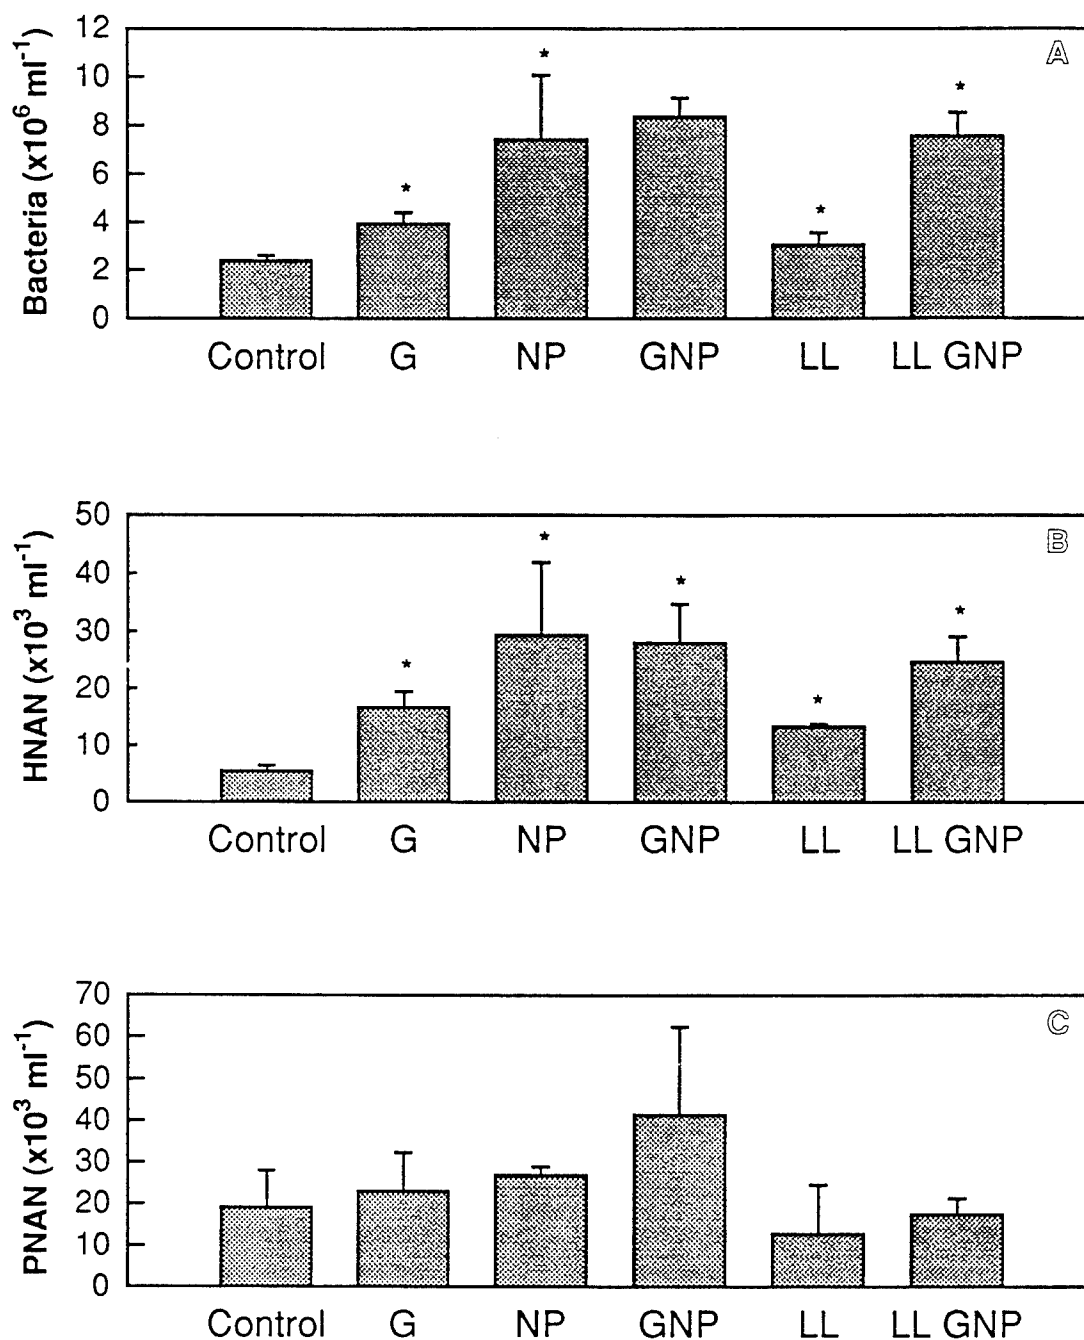 A
Bacteria (x10⁶ ml⁻¹)
12
10
8
6
4
2
0
* * * *
Control G NP GNP LL LL GNP
B
HNAN (x10³ ml⁻¹)
50
40
30
20
10
0
* * * * *
Control G NP GNP LL LL GNP
C
PNAN (x10³ ml⁻¹)
70
60
50
40
30
20
10
0
Control G NP GNP LL LL GNP